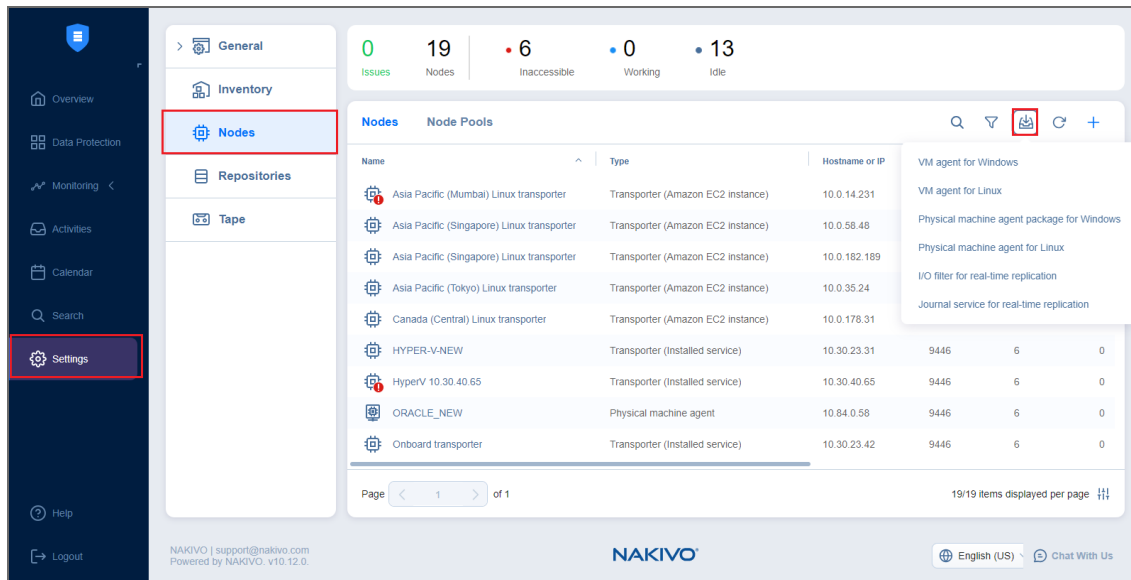 Overview
Data Protection
Monitoring
Activities
Calendar
Search
Settings
Help
Logout
General
Inventory
Nodes
Repositories
Tape
0 19 6 0 13
Issues Nodes Inaccessible Working Idle
Nodes Node Pools
Name Type Hostname or IP
Asia Pacific (Mumbai) Linux transporter Transporter (Amazon EC2 instance) 10.0.14.231
Asia Pacific (Singapore) Linux transporter Transporter (Amazon EC2 instance) 10.0.58.48
Asia Pacific (Singapore) Linux transporter Transporter (Amazon EC2 instance) 10.0.182.189
Asia Pacific (Tokyo) Linux transporter Transporter (Amazon EC2 instance) 10.0.35.24
Canada (Central) Linux transporter Transporter (Amazon EC2 instance) 10.0.178.31
HYPER-V-NEW Transporter (Installed service) 10.30.23.31 9446 6 0
HyperV 10.30.40.65 Transporter (Installed service) 10.30.40.65 9446 6 0
ORACLE_NEW Physical machine agent 10.84.0.58 9446 6 0
Onboard transporter Transporter (Installed service) 10.30.23.42 9446 6 0
VM agent for Windows
VM agent for Linux
Physical machine agent package for Windows
Physical machine agent for Linux
I/O filter for real-time replication
Journal service for real-time replication
Page 1 of 1
19/19 items displayed per page
NAKIVO | support@nakivo.com
Powered by NAKIVO. v10.12.0.
NAKIVO®
English (US)
Chat With Us